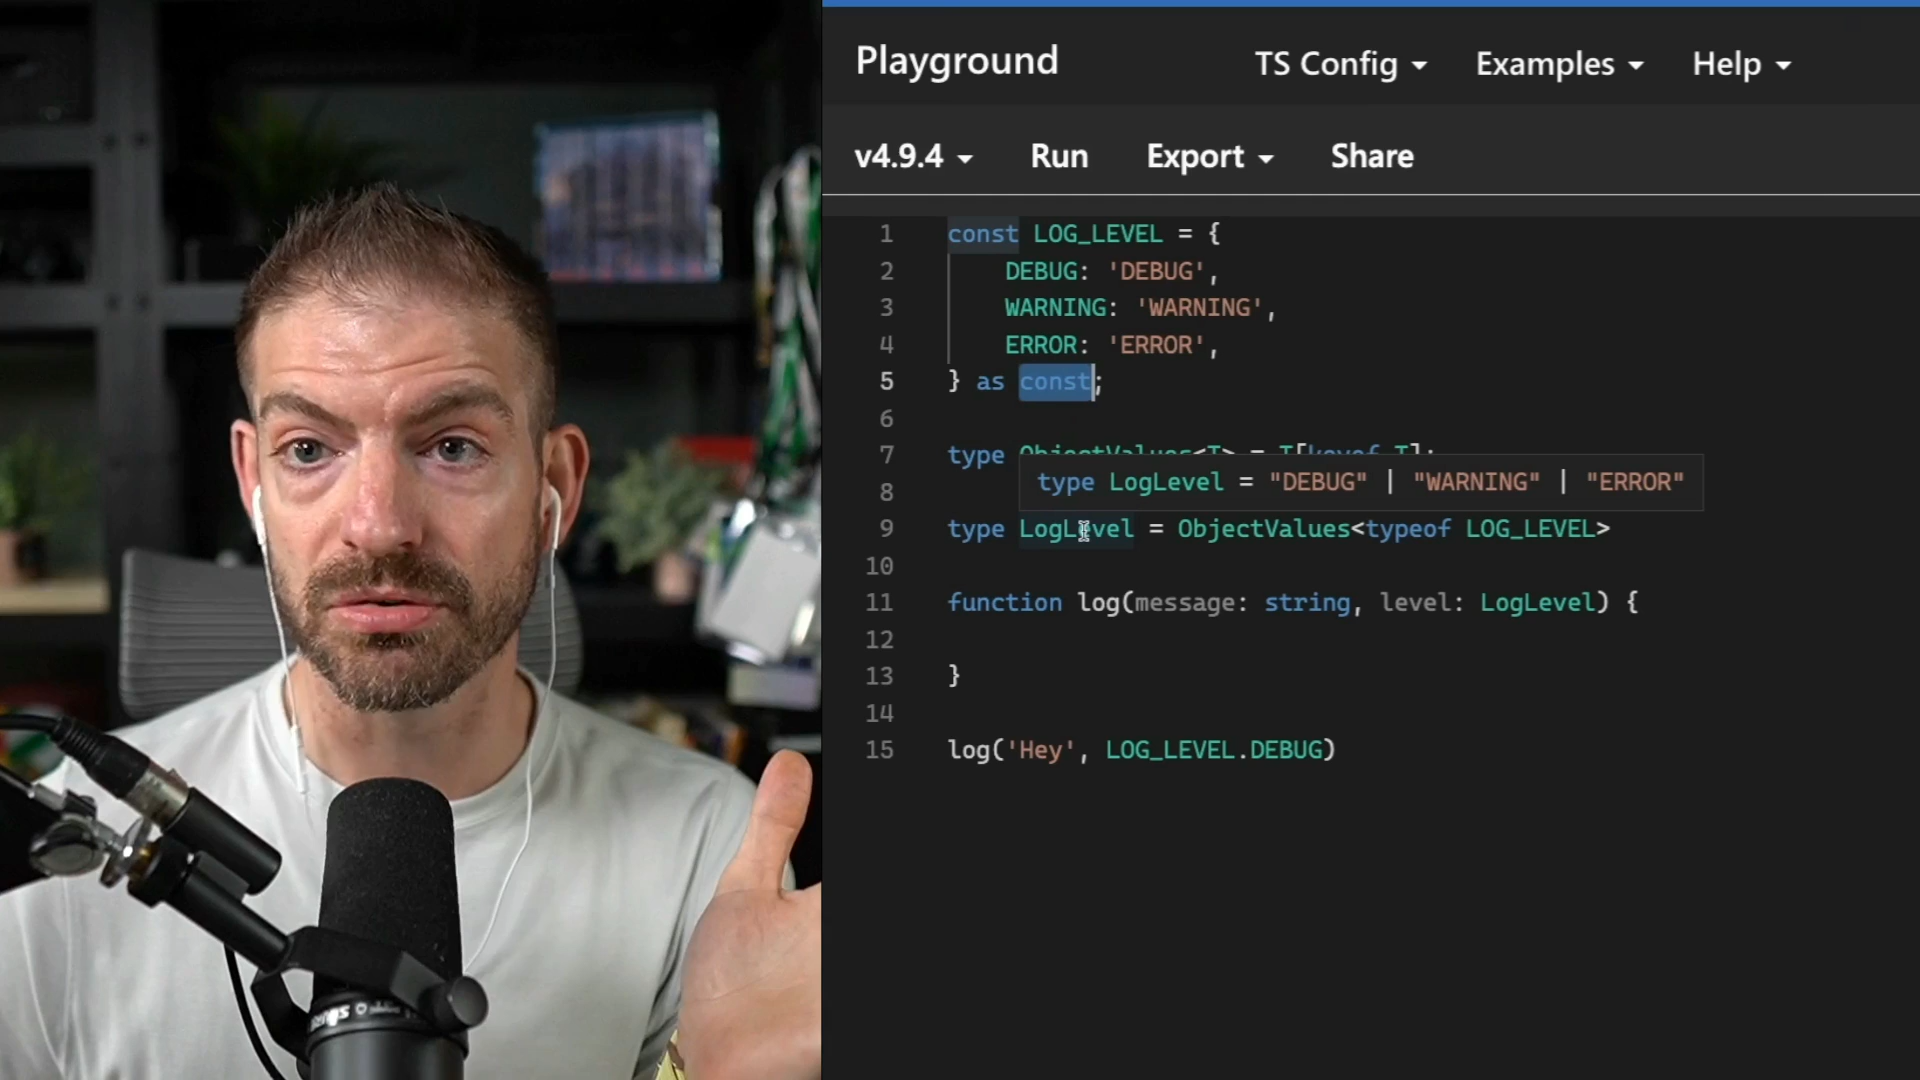 Playground TS Config Examples Help
v4.9.4 Run Export Share
1 const LOG_LEVEL = {
2 DEBUG: 'DEBUG',
3 WARNING: 'WARNING',
4 ERROR: 'ERROR',
5 } as const;
6
7 type ObjectValues<T> = T[keyof T];
type LogLevel = "DEBUG" | "WARNING" | "ERROR"
8
9 type LogLevel = ObjectValues<typeof LOG_LEVEL>
10
11 function log(message: string, level: LogLevel) {
12
13 }
14
15 log('Hey', LOG_LEVEL.DEBUG)